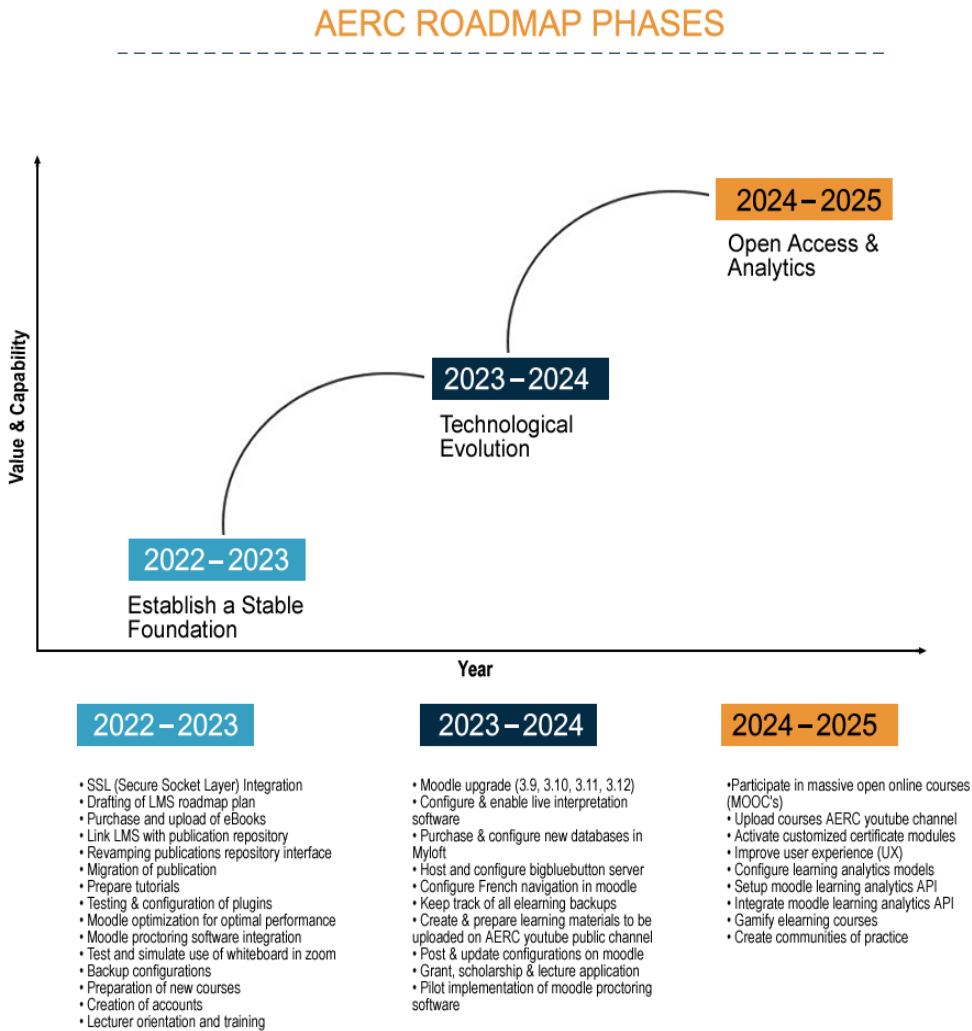 AERC ROADMAP PHASES
Value & Capability
2024 – 2025
Open Access &
Analytics
2023 – 2024
Technological
Evolution
2022 – 2023
Establish a Stable
Foundation
Year
2022 – 2023
• SSL (Secure Socket Layer) Integration
• Drafting of LMS roadmap plan
• Purchase and upload of eBooks
• Link LMS with publication repository
• Revamping publications repository interface
• Migration of publication
• Prepare tutorials
• Testing & configuration of plugins
• Moodle optimization for optimal performance
• Moodle proctoring software integration
• Test and simulate use of whiteboard in zoom
• Backup configurations
• Preparation of new courses
• Creation of accounts
• Lecturer orientation and training
2023 – 2024
• Moodle upgrade (3.9, 3.10, 3.11, 3.12)
• Configure & enable live interpretation
software
• Purchase & configure new databases in
Myloft
• Host and configure bigbluebutton server
• Configure French navigation in moodle
• Keep track of all elearning backups
• Create & prepare learning materials to be
uploaded on AERC youtube public channel
• Post & update configurations on moodle
• Grant, scholarship & lecture application
• Pilot implementation of moodle proctoring
software
2024 – 2025
•Participate in massive open online courses
(MOOC's)
• Upload courses AERC youtube channel
• Activate customized certificate modules
• Improve user experience (UX)
• Configure learning analytics models
• Setup moodle learning analytics API
• Integrate moodle learning analytics API
• Gamify elearning courses
• Create communities of practice